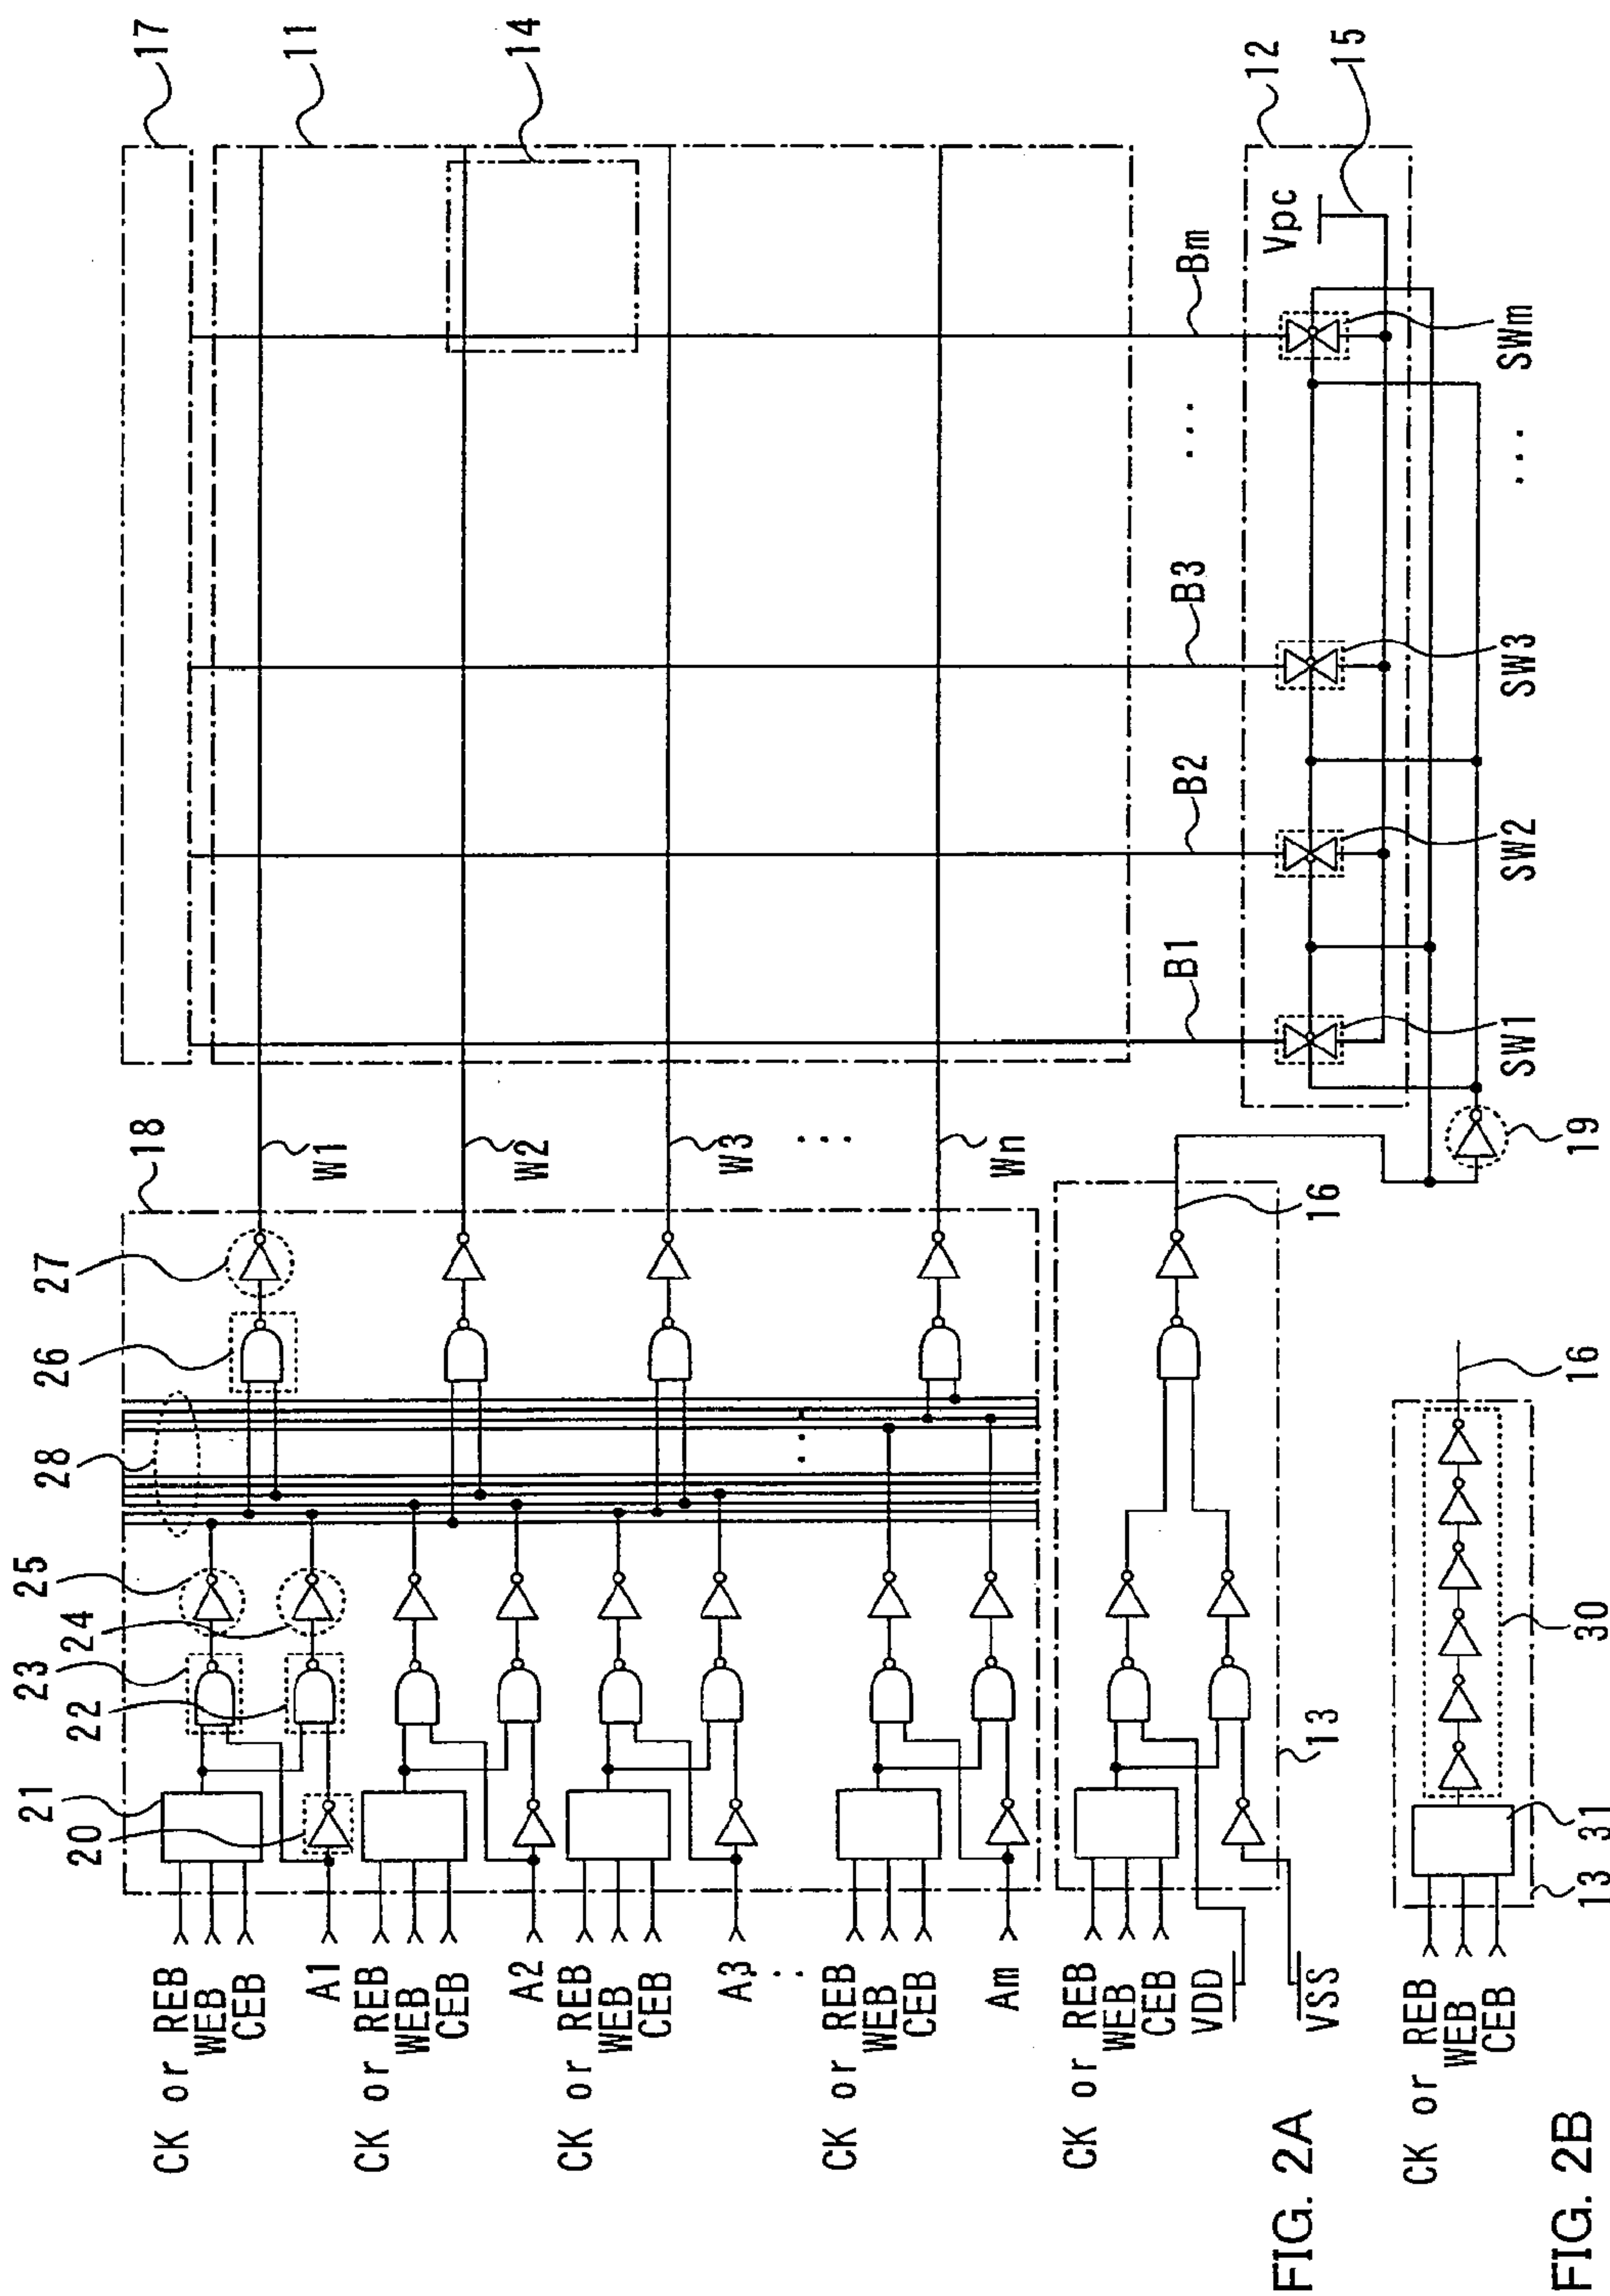 17
11
14
18
27
26
28
25
24
23
22
21
20
CK or REB
WEB
CEB
A1
CK or REB
WEB
CEB
A2
CK or REB
WEB
CEB
A3
CK or REB
WEB
CEB
Am
CK or REB
WEB
CEB
VDD
VSS
W1
W2
W3
...
Wn
B1
B2
B3
...
Bm
12
Vpc
15
SW1
SW2
SW3
...
SWm
19
16
13
FIG. 2A
CK or REB
WEB
CEB
13
31
30
16
FIG. 2B